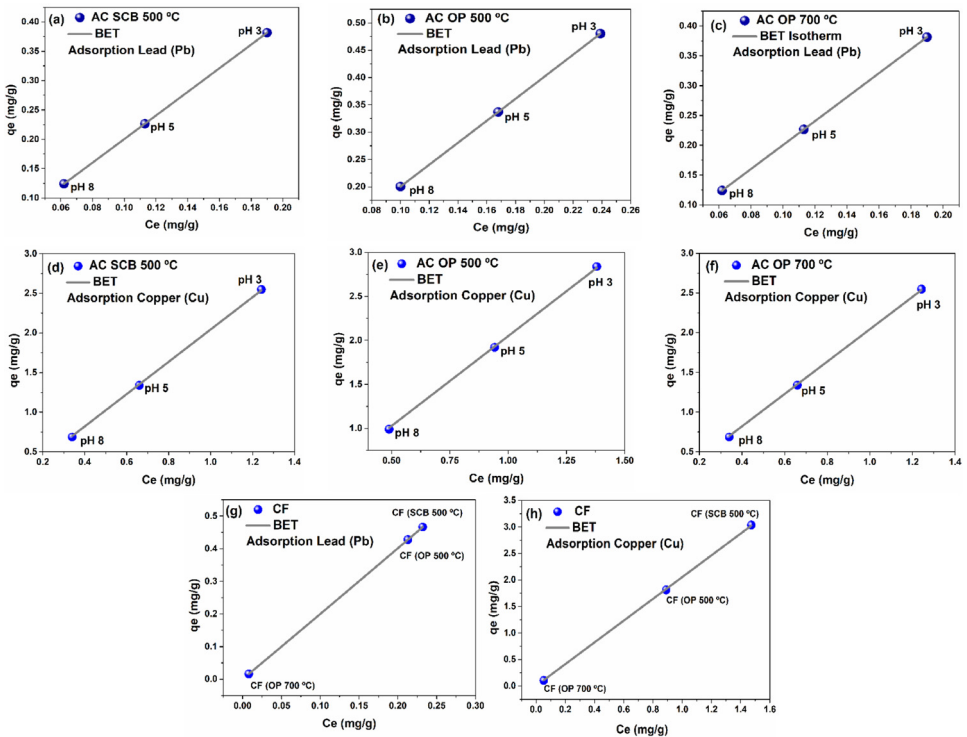 (a)
AC SCB 500 ºC
BET
Adsorption Lead (Pb)
pH 3
pH 5
pH 8
0.40
0.35
0.30
0.25
0.20
0.15
0.10
qe (mg/g)
0.06 0.08 0.10 0.12 0.14 0.16 0.18 0.20
Ce (mg/g)
(b)
AC OP 500 ºC
BET
Adsorption Lead (Pb)
pH 3
pH 5
pH 8
0.50
0.45
0.40
0.35
0.30
0.25
0.20
qe (mg/g)
0.08 0.10 0.12 0.14 0.16 0.18 0.20 0.22 0.24 0.26
Ce (mg/g)
(c)
AC OP 700 ºC
BET Isotherm
Adsorption Lead (Pb)
pH 3
pH 5
pH 8
0.40
0.35
0.30
0.25
0.20
0.15
0.10
qe (mg/g)
0.06 0.08 0.10 0.12 0.14 0.16 0.18 0.20
Ce (mg/g)
(d)
AC SCB 500 ºC
BET
Adsorption Copper (Cu)
pH 3
pH 5
pH 8
3.0
2.5
2.0
1.5
1.0
0.5
qe (mg/g)
0.2 0.4 0.6 0.8 1.0 1.2 1.4
Ce (mg/g)
(e)
AC OP 500 ºC
BET
Adsorption Copper (Cu)
pH 3
pH 5
pH 8
3.0
2.5
2.0
1.5
1.0
qe (mg/g)
0.50 0.75 1.00 1.25 1.50
Ce (mg/g)
(f)
AC OP 700 ºC
BET
Adsorption Copper (Cu)
pH 3
pH 5
pH 8
3.0
2.5
2.0
1.5
1.0
0.5
qe (mg/g)
0.2 0.4 0.6 0.8 1.0 1.2 1.4
Ce (mg/g)
(g)
CF
BET
Adsorption Lead (Pb)
CF (SCB 500 ºC)
CF (OP 500 ºC)
CF (OP 700 ºC)
0.5
0.4
0.3
0.2
0.1
0.0
qe (mg/g)
0.00 0.05 0.10 0.15 0.20 0.25 0.30
Ce (mg/g)
(h)
CF
BET
Adsorption Copper (Cu)
CF (SCB 500 ºC)
CF (OP 500 ºC)
CF (OP 700 ºC)
3.5
3.0
2.5
2.0
1.5
1.0
0.5
0.0
qe (mg/g)
0.0 0.2 0.4 0.6 0.8 1.0 1.2 1.4 1.6
Ce (mg/g)